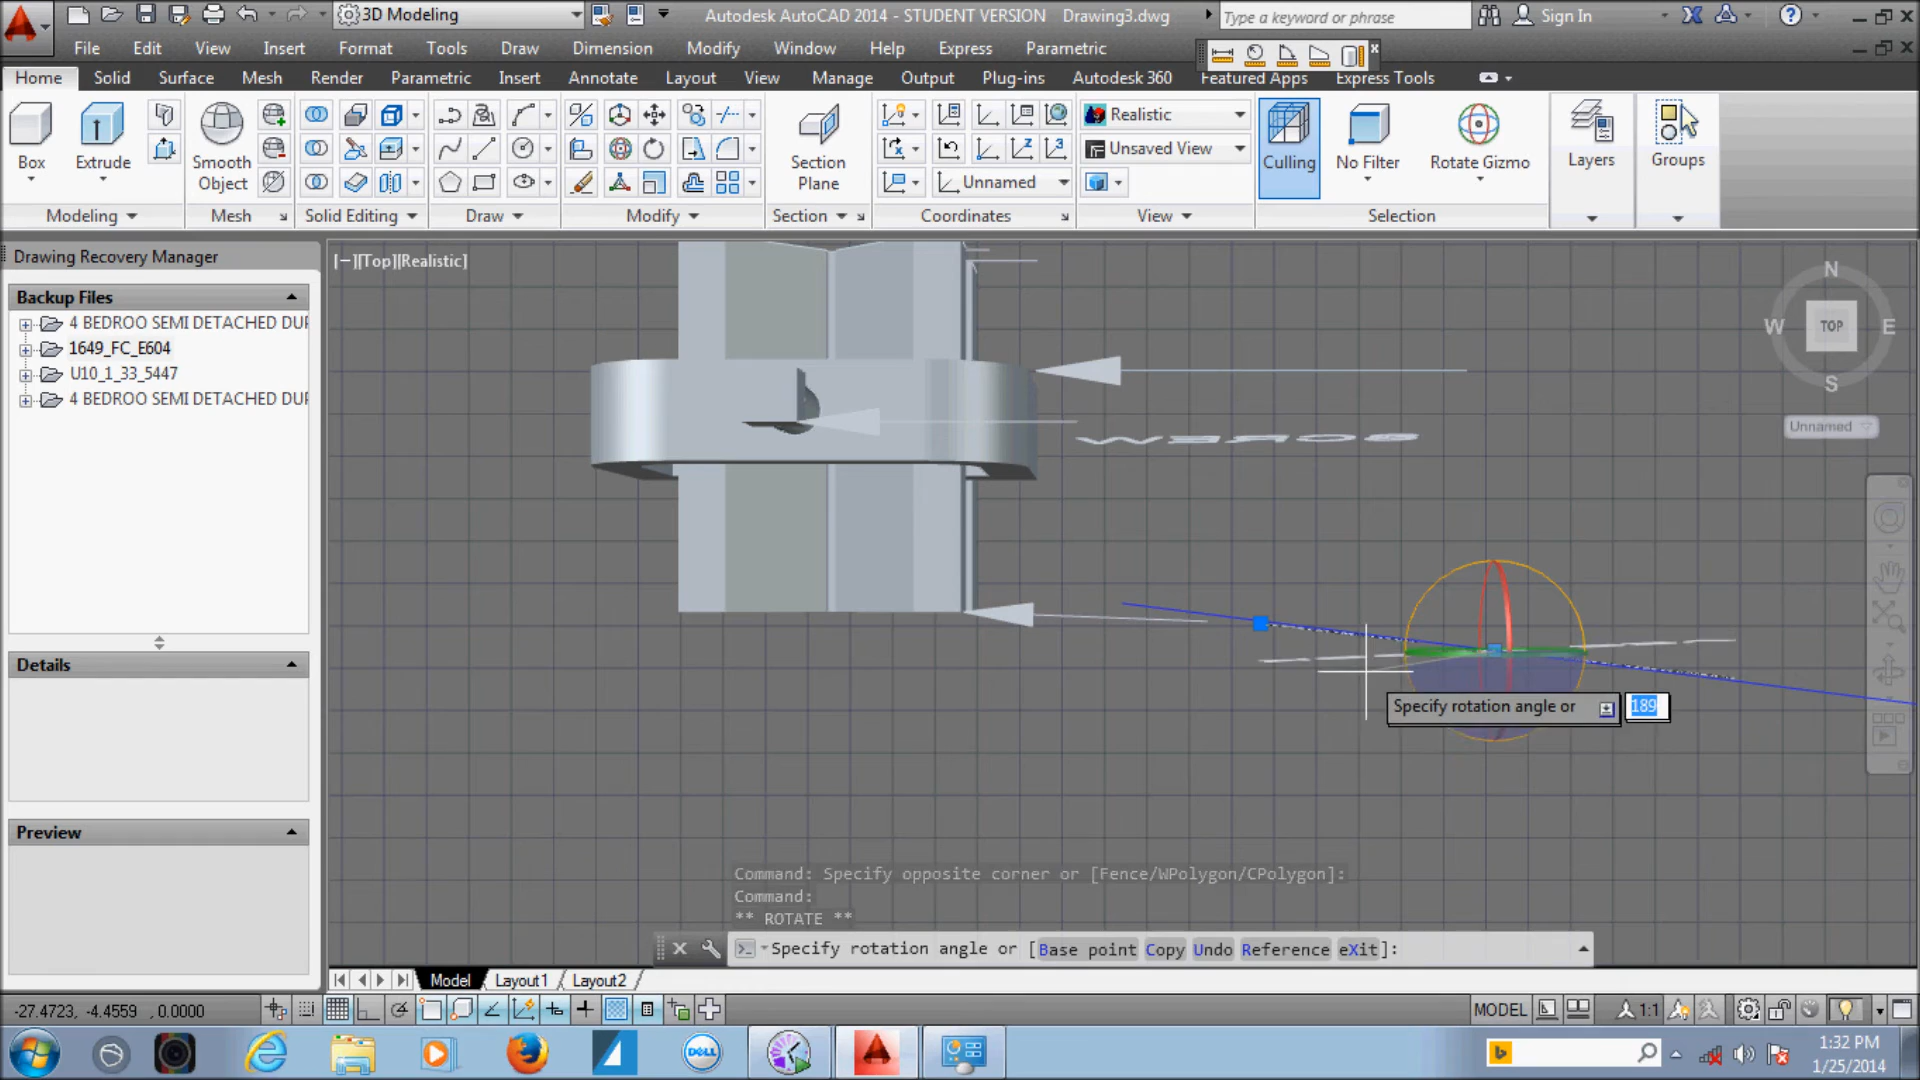 3D Modeling
Autodesk AutoCAD 2014 - STUDENT VERSION Drawing3.dwg
Type a keyword or phrase
Sign In
File Edit View Insert Format Tools Draw Dimension Modify Window Help Express Parametric
Home Solid Surface Mesh Render Parametric Insert Annotate Layout View Manage Output Plug-ins Autodesk 360 Featured Apps Express Tools
Box
Extrude
Smooth Object
Section Plane
Unnamed
Realistic
Unsaved View
Culling
No Filter
Rotate Gizmo
Layers
Groups
Modeling
Mesh
Solid Editing
Draw
Modify
Section
Coordinates
View
Selection
Drawing Recovery Manager
Backup Files
4 BEDROO SEMI DETACHED DU
1649_FC_E604
U10_1_33_5447
4 BEDROO SEMI DETACHED DU
Details
Preview
[−][Top][Realistic]
N
W TOP E
S
Unnamed
Specify rotation angle or 189
Command: Specify opposite corner or [Fence/WPolygon/CPolygon]:
Command:
** ROTATE **
Specify rotation angle or [Base point Copy Undo Reference eXit]:
Model Layout1 Layout2
-27.4723, -4.4559 , 0.0000
MODEL
1:1
DELL
1:32 PM
1/25/2014